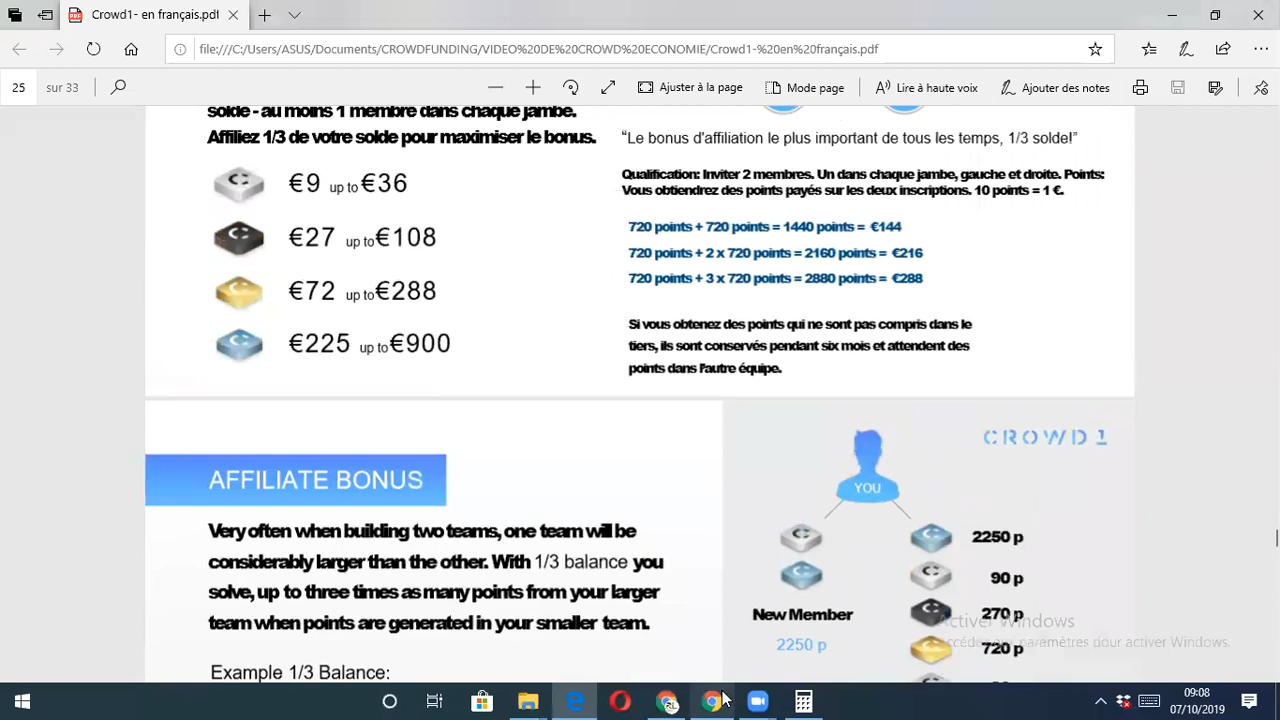 Crowd1- en français.pdf
file:///C:/Users/ASUS/Documents/CROWDFUNDING/VIDEO%20DE%20CROWD%20ECONOMIE/Crowd1-%20en%20français.pdf
25 sur 33
Ajuster à la page
Mode page
Lire à haute voix
Ajouter des notes
solde - au moins 1 membre dans chaque jambe.
Affiliez 1/3 de votre solde pour maximiser le bonus.
€9 up to €36
€27 up to €108
€72 up to €288
€225 up to €900
“Le bonus d'affiliation le plus important de tous les temps, 1/3 solde!”
Qualification: Inviter 2 membres. Un dans chaque jambe, gauche et droite. Points:
Vous obtiendrez des points payés sur les deux inscriptions. 10 points = 1 €.
720 points + 720 points = 1440 points = €144
720 points + 2 x 720 points = 2160 points = €216
720 points + 3 x 720 points = 2880 points = €288
Si vous obtenez des points qui ne sont pas compris dans le
tiers, ils sont conservés pendant six mois et attendent des
points dans l'autre équipe.
AFFILIATE BONUS
Very often when building two teams, one team will be
considerably larger than the other. With 1/3 balance you
solve, up to three times as many points from your larger
team when points are generated in your smaller team.
Example 1/3 Balance:
CROWD1
YOU
2250 p
90 p
270 p
720 p
New Member
2250 p
Activer Windows
Accédez aux paramètres pour activer Windows.
09:08
07/10/2019